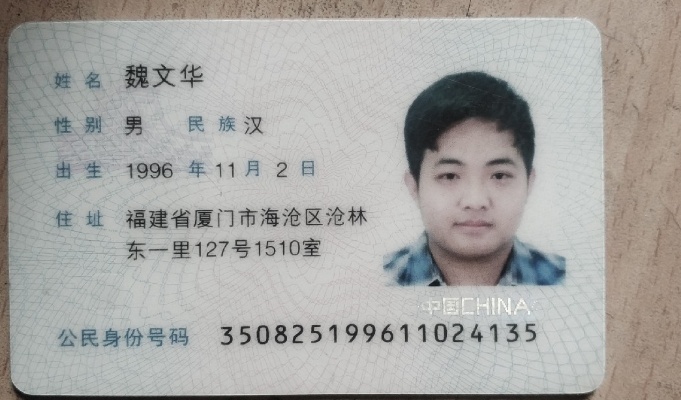 姓名 魏文华
性别 男 民族 汉
出生 1996 年 11 月 2 日
住址 福建省厦门市海沧区沧林
东一里127号1510室
中国CHINA
公民身份号码 350825199611024135